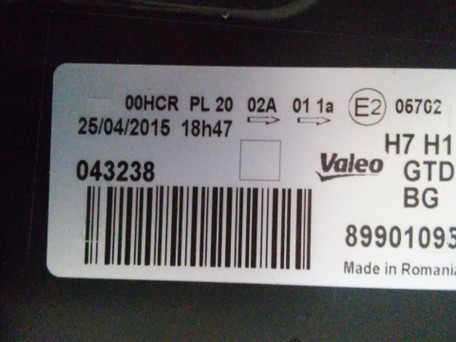 00HCR PL 20 02A 01 1a E2 06702
25/04/2015 18h47
H7 H1
043238
Valeo GTD
BG
89901093
Made in Romania